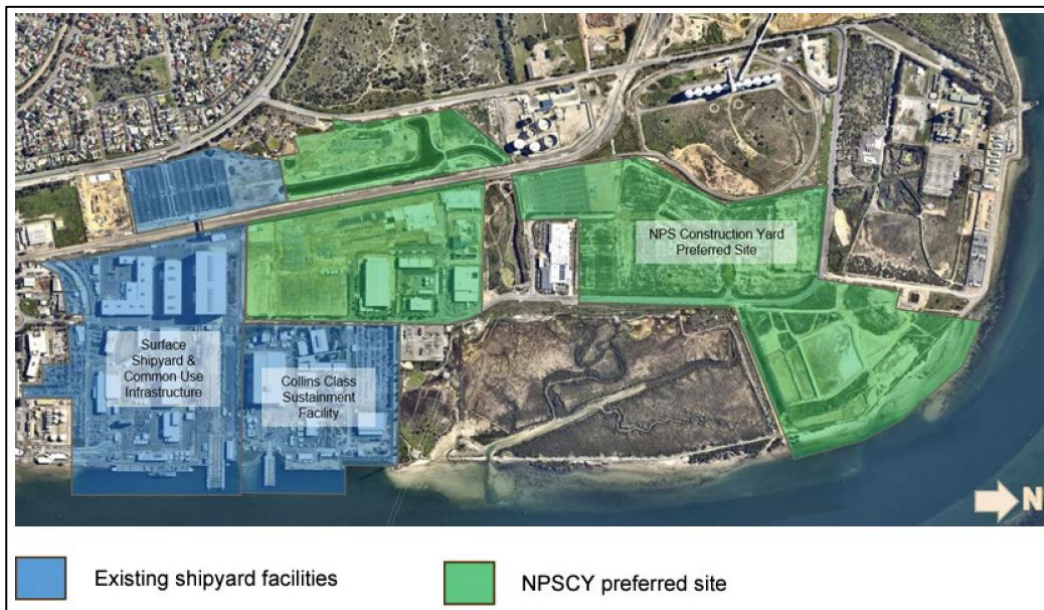 NPS Construction Yard
Preferred Site
Surface
Shipyard &
Common Use
Infrastructure
Collins Class
Sustainment
Facility
N
Existing shipyard facilities
NPSCY preferred site